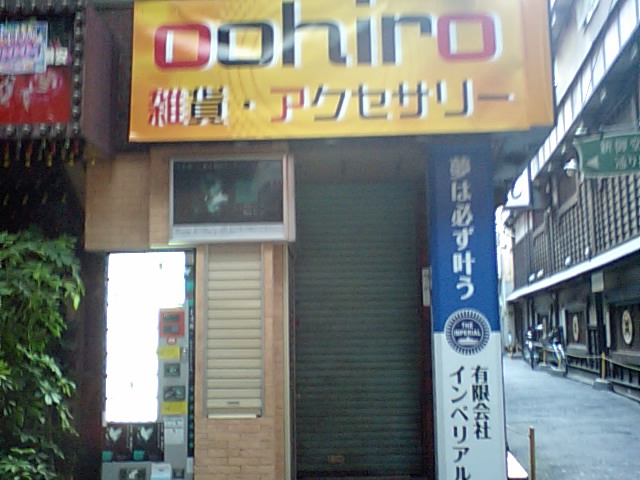 oohiro
雑貨・アクセサリー
夢は必ず叶う
THE IMPERIAL
有限会社
インペリアル